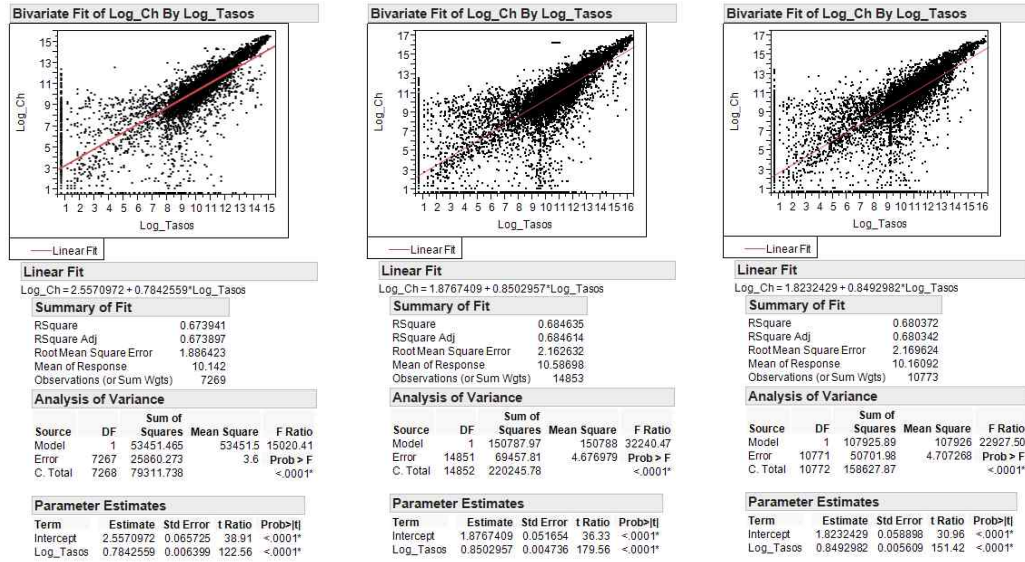 Bivariate Fit of Log_Ch By Log_Tasos
15
13
11
9
7
5
3
1
Log_Ch
1 2 3 4 5 6 7 8 9 10 11 12 13 14 15
Log_Tasos
Linear Fit
Linear Fit
Log_Ch = 2.5570972 + 0.7842559*Log_Tasos
Summary of Fit
RSquare 0.673941
RSquare Adj 0.673897
Root Mean Square Error 1.886423
Mean of Response 10.142
Observations (or Sum Wgts) 7269
Analysis of Variance
Sum of
Source DF Squares Mean Square F Ratio
Model 1 53451.465 53451.5 15020.41
Error 7267 25860.273 3.6 Prob > F
C. Total 7268 79311.738 <.0001*
Parameter Estimates
Term Estimate Std Error t Ratio Prob>|t|
Intercept 2.5570972 0.065725 38.91 <.0001*
Log_Tasos 0.7842559 0.006399 122.56 <.0001*
Bivariate Fit of Log_Ch By Log_Tasos
17
15
13
11
9
7
5
3
1
Log_Ch
1 2 3 4 5 6 7 8 9 10 11 12 13 14 15 16
Log_Tasos
Linear Fit
Linear Fit
Log_Ch = 1.8767409 + 0.8502957*Log_Tasos
Summary of Fit
RSquare 0.684635
RSquare Adj 0.684614
Root Mean Square Error 2.162632
Mean of Response 10.58698
Observations (or Sum Wgts) 14853
Analysis of Variance
Sum of
Source DF Squares Mean Square F Ratio
Model 1 150787.97 150788 32240.47
Error 14851 69457.81 4.676979 Prob > F
C. Total 14852 220245.78 <.0001*
Parameter Estimates
Term Estimate Std Error t Ratio Prob>|t|
Intercept 1.8767409 0.051654 36.33 <.0001*
Log_Tasos 0.8502957 0.004736 179.56 <.0001*
Bivariate Fit of Log_Ch By Log_Tasos
17
15
13
11
9
7
5
3
1
Log_Ch
1 2 3 4 5 6 7 8 9 10 11 12 13 14 15 16
Log_Tasos
Linear Fit
Linear Fit
Log_Ch = 1.8232429 + 0.8492982*Log_Tasos
Summary of Fit
RSquare 0.680372
RSquare Adj 0.680342
Root Mean Square Error 2.169624
Mean of Response 10.16092
Observations (or Sum Wgts) 10773
Analysis of Variance
Sum of
Source DF Squares Mean Square F Ratio
Model 1 107925.89 107926 22927.50
Error 10771 50701.98 4.707268 Prob > F
C. Total 10772 158627.87 <.0001*
Parameter Estimates
Term Estimate Std Error t Ratio Prob>|t|
Intercept 1.8232429 0.058898 30.96 <.0001*
Log_Tasos 0.8492982 0.005609 151.42 <.0001*